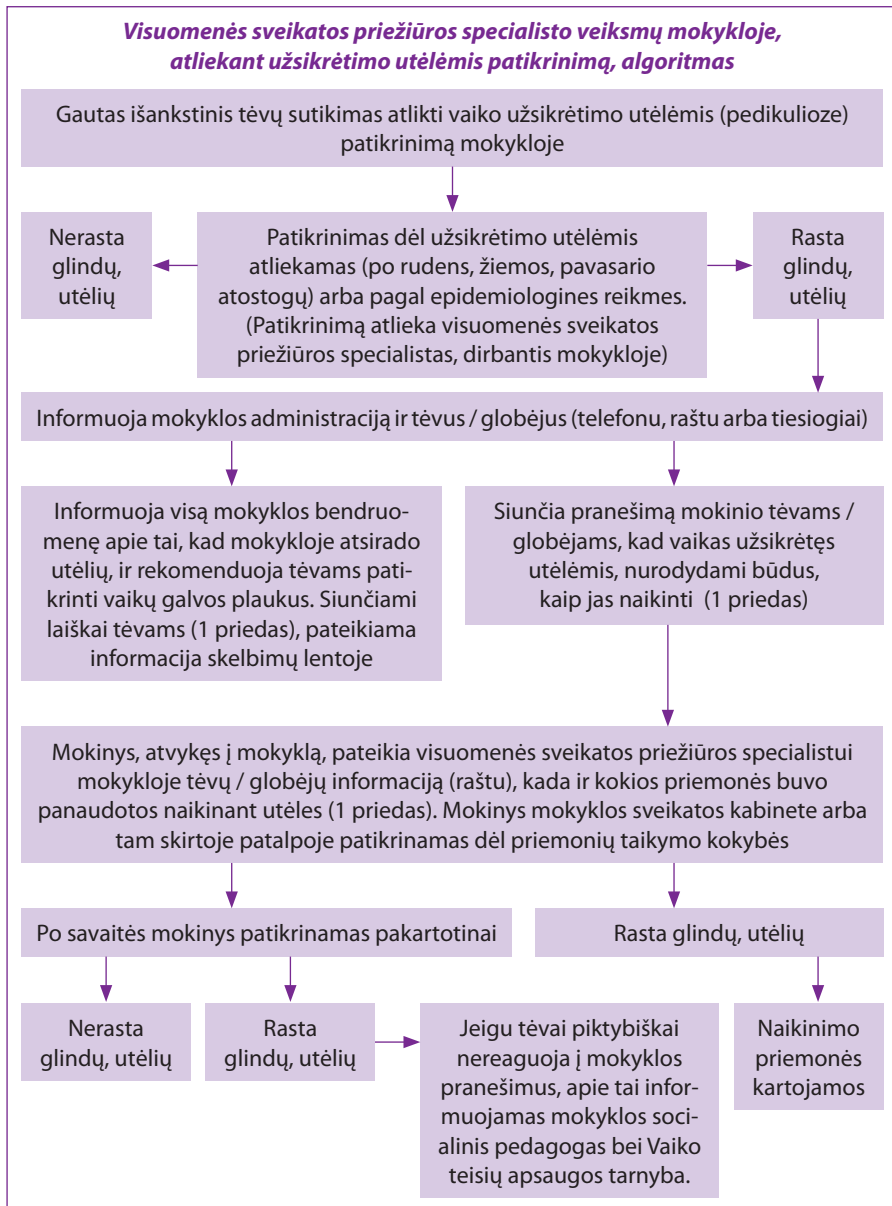 Visuomenės sveikatos priežiūros specialisto veiksmų mokykloje,
atliekant užsikrėtimo utėlėmis patikrinimą, algoritmas
Gautas išankstinis tėvų sutikimas atlikti vaiko užsikrėtimo utėlėmis (pedikulioze)
patikrinimą mokykloje
Nerasta
glindų,
utėlių
Patikrinimas dėl užsikrėtimo utėlėmis
atliekamas (po rudens, žiemos, pavasario
atostogų) arba pagal epidemiologines reikmes.
(Patikrinimą atlieka visuomenės sveikatos
priežiūros specialistas, dirbantis mokykloje)
Rasta
glindų,
utėlių
Informuoja mokyklos administraciją ir tėvus / globėjus (telefonu, raštu arba tiesiogiai)
Informuoja visą mokyklos bendruo-
menę apie tai, kad mokykloje atsirado
utėlių, ir rekomenduoja tėvams pati-
krinti vaikų galvos plaukus. Siunčiami
laiškai tėvams (1 priedas), pateikiama
informacija skelbimų lentoje
Siunčia pranešimą mokinio tėvams /
globėjams, kad vaikas užsikrėtęs
utėlėmis, nurodydami būdus,
kaip jas naikinti (1 priedas)
Mokinys, atvykęs į mokyklą, pateikia visuomenės sveikatos priežiūros specialistui
mokykloje tėvų / globėjų informaciją (raštu), kada ir kokios priemonės buvo
panaudotos naikinant utėles (1 priedas). Mokinys mokyklos sveikatos kabinete arba
tam skirtoje patalpoje patikrinamas dėl priemonių taikymo kokybės
Po savaitės mokinys patikrinamas pakartotinai
Rasta glindų, utėlių
Nerasta
glindų, utėlių
Rasta
glindų, utėlių
Jeigu tėvai piktybiškai
nereaguoja į mokyklos
pranešimus, apie tai infor-
muojamas mokyklos soci-
alinis pedagogas bei Vaiko
teisių apsaugos tarnyba.
Naikinimo
priemonės
kartojamos